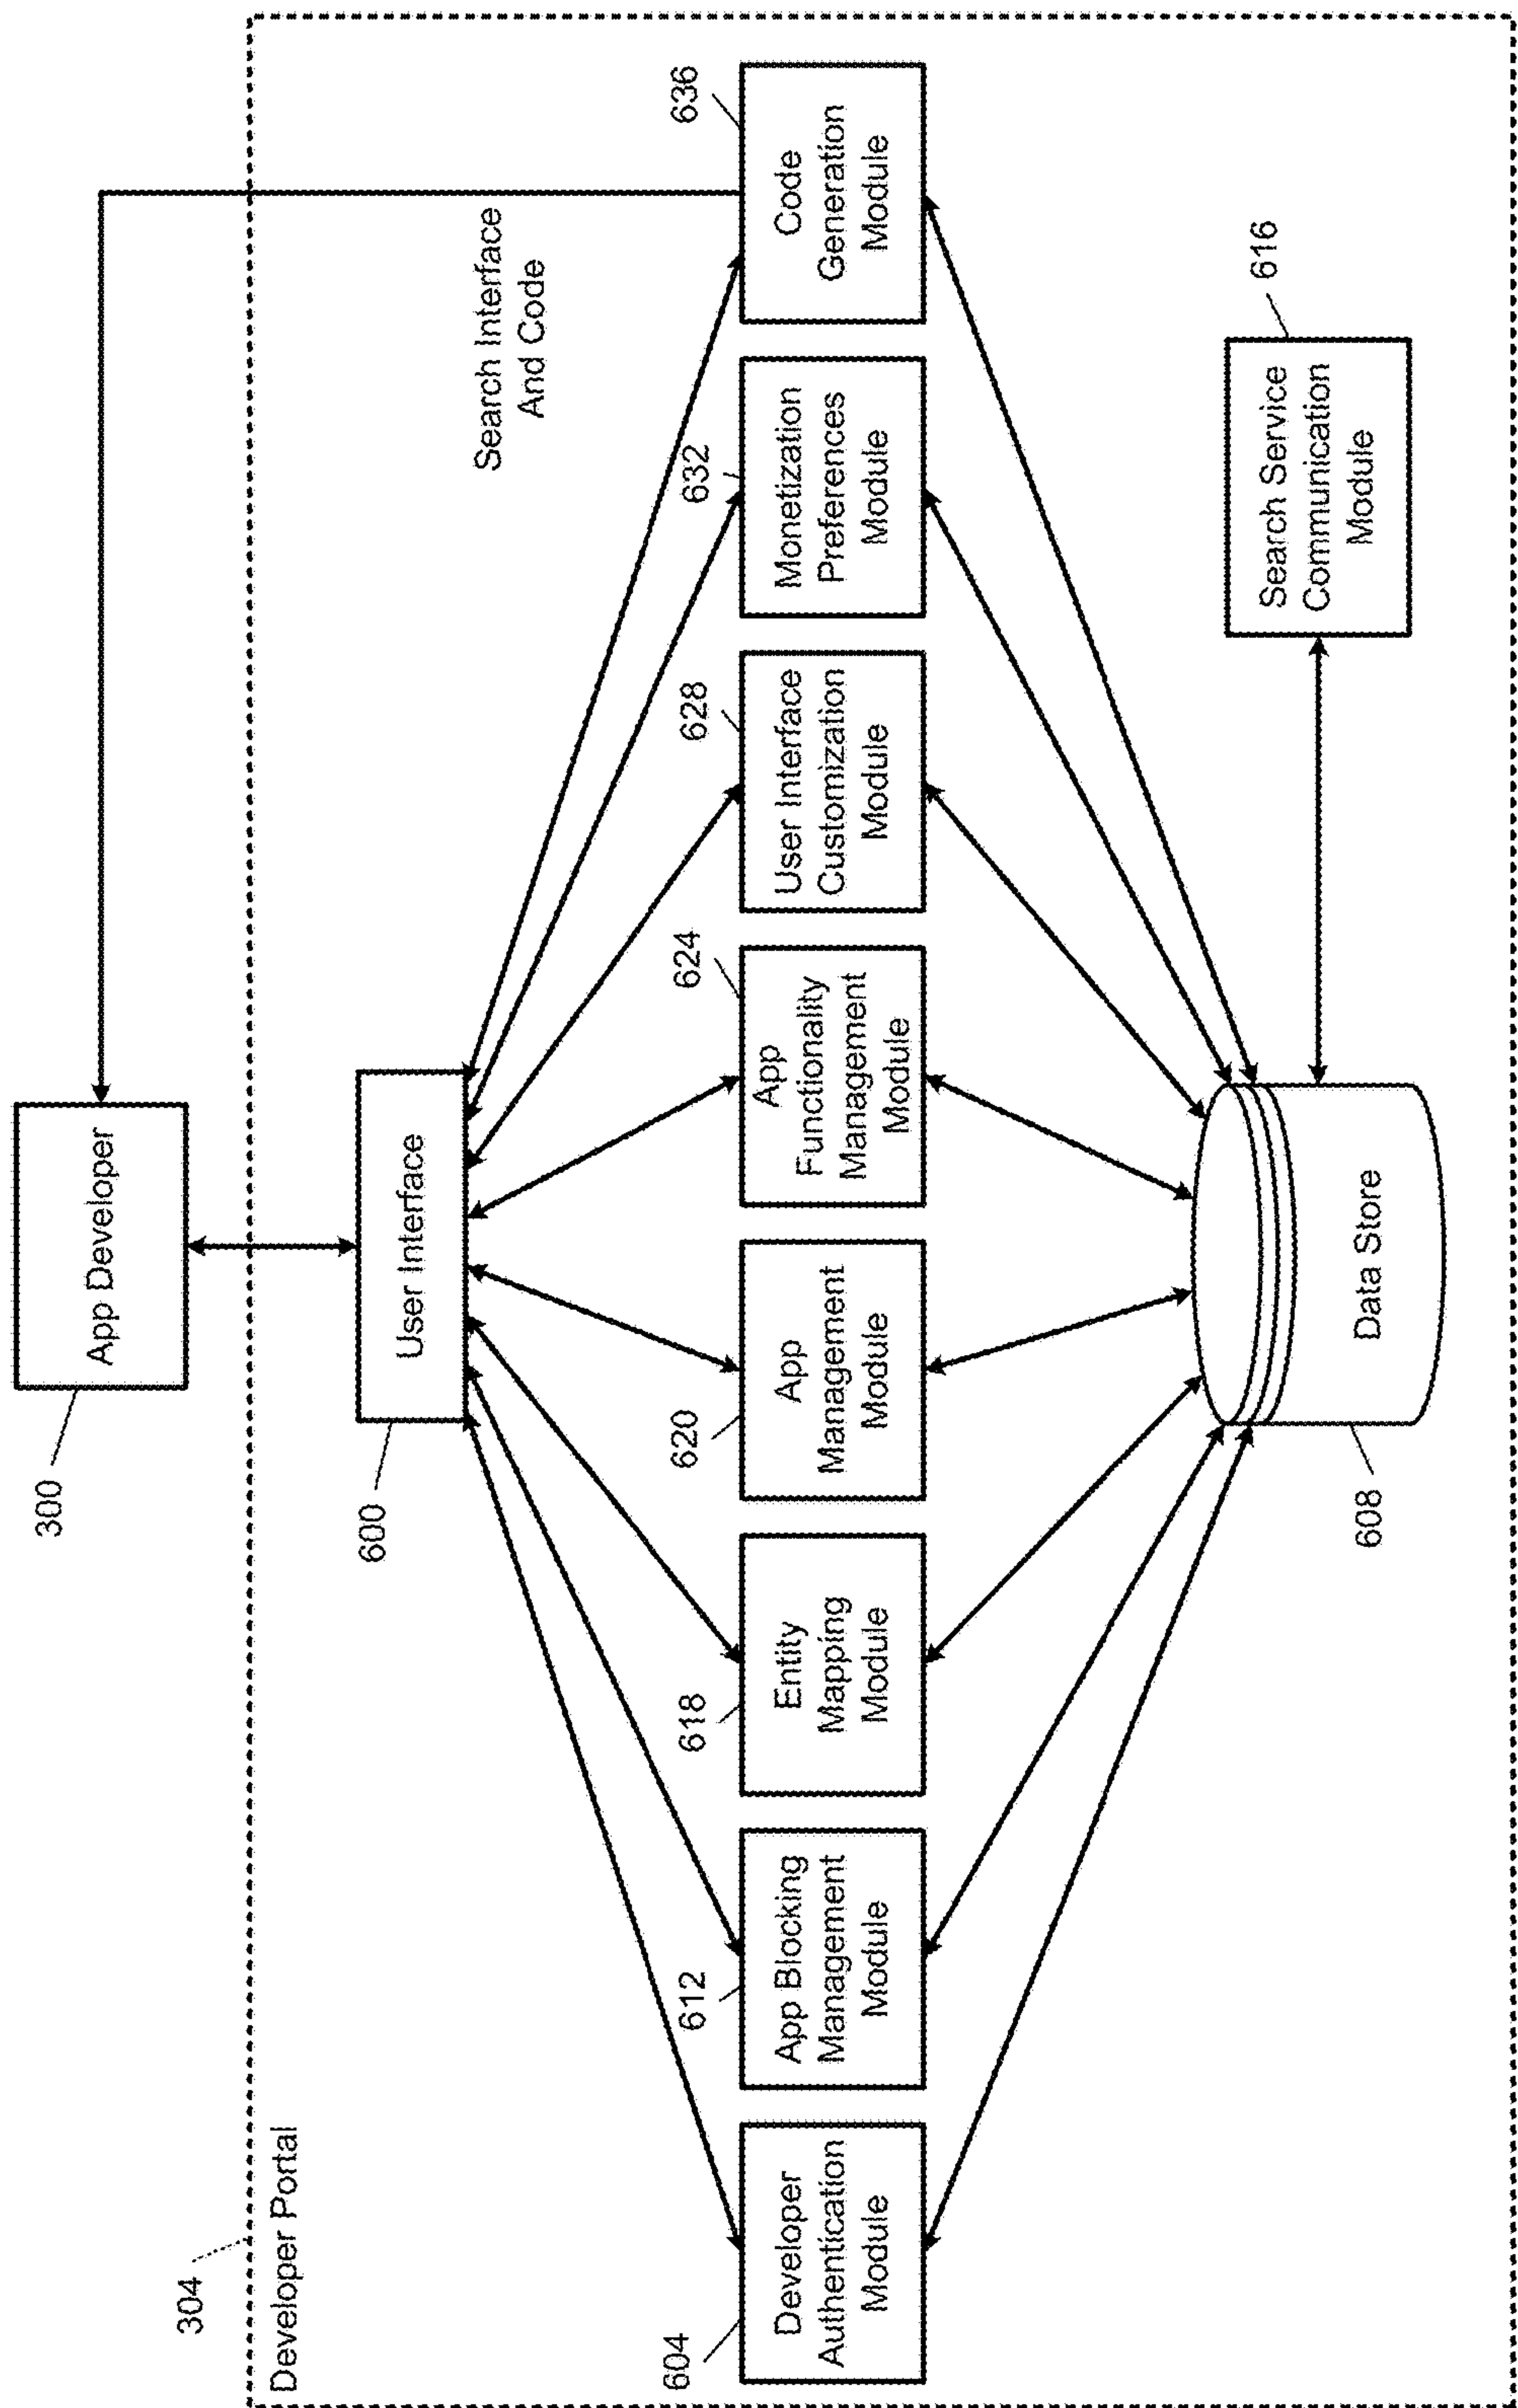 300
App Developer
304
Developer Portal
600
User Interface
Search Interface
And Code
604
Developer
Authentication
Module
612
App Blocking
Management
Module
618
Entity
Mapping
Module
620
App
Management
Module
624
App
Functionality
Management
Module
628
User Interface
Customization
Module
632
Monetization
Preferences
Module
636
Code
Generation
Module
608
Data Store
616
Search Service
Communication
Module